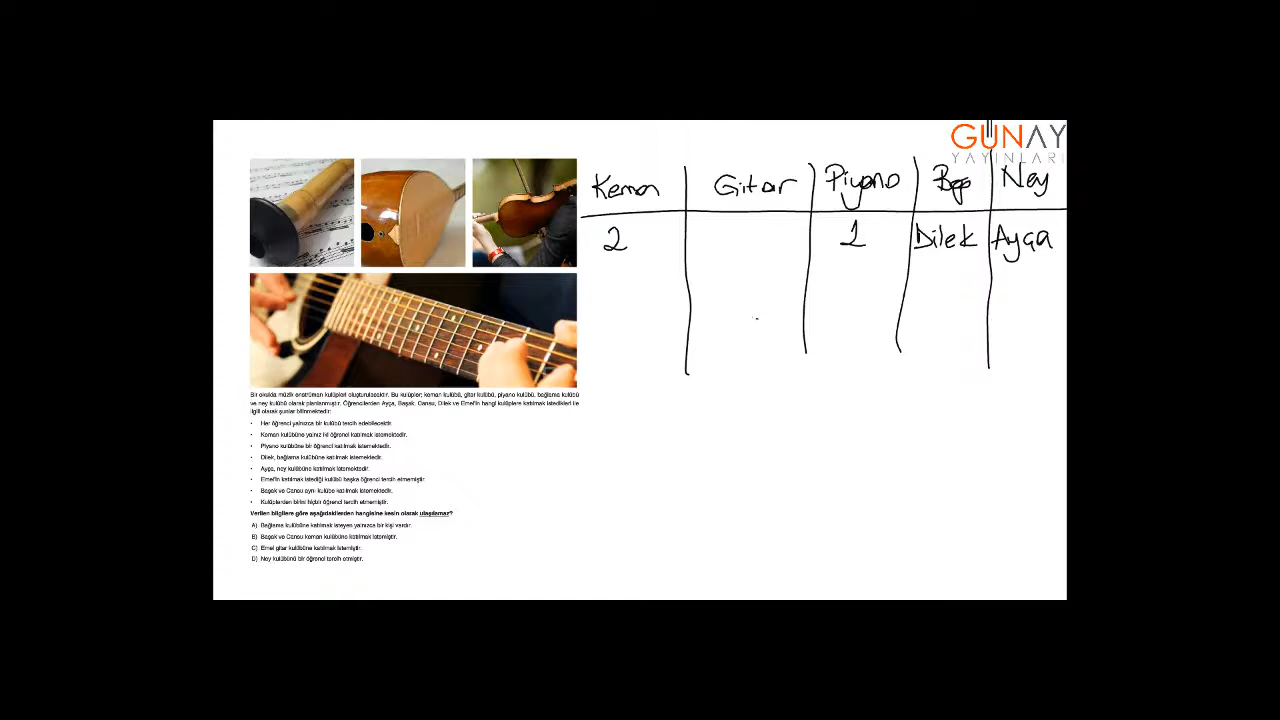 GÜNAY
YAYINLARI
Keman Gitar Piyano Bağ Ney
2 1 Dilek Ayça
Bir okulda müzik enstrüman kulüpleri oluşturulacaktır. Bu kulüpler; keman kulübü, gitar kulübü, piyano kulübü, bağlama kulübü
ve ney kulübü olarak planlanmıştır. Öğrencilerden Ayça, Başak, Cansu, Dilek ve Emel'in hangi kulüplere katılmak istedikleri ile
ilgili olarak şunlar bilinmektedir:
• Her öğrenci yalnızca bir kulübü tercih edebilecektir.
• Keman kulübüne yalnız iki öğrenci katılmak istemektedir.
• Piyano kulübüne bir öğrenci katılmak istemektedir.
• Dilek, bağlama kulübüne katılmak istemektedir.
• Ayça, ney kulübüne katılmak istemektedir.
• Emel'in katılmak istediği kulübü başka öğrenci tercih etmemiştir.
• Başak ve Cansu aynı kulübe katılmak istemektedir.
• Kulüplerden birini hiçbir öğrenci tercih etmemiştir.
Verilen bilgilere göre aşağıdakilerden hangisine kesin olarak ulaşılamaz?
A) Bağlama kulübüne katılmak isteyen yalnızca bir kişi vardır.
B) Başak ve Cansu keman kulübüne katılmak istemiştir.
C) Emel gitar kulübüne katılmak istemiştir.
D) Ney kulübünü bir öğrenci tercih etmiştir.